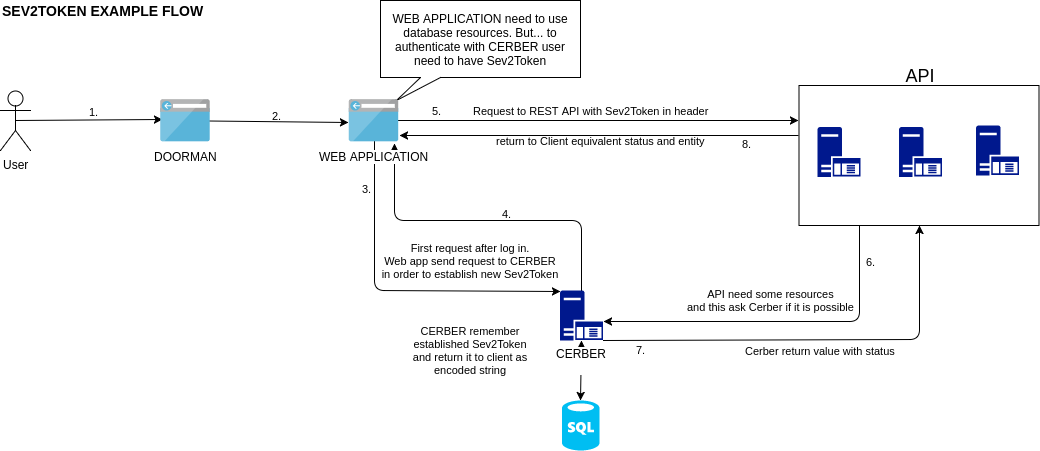 SEV2TOKEN EXAMPLE FLOW
WEB APPLICATION need to use
database resources. But... to
authenticate with CERBER user
need to have Sev2Token
API
1.
2.
5.
Request to REST API with Sev2Token in header
return to Client equivalent status and entity
8.
User
DOORMAN
WEB APPLICATION
3.
4.
First request after log in.
Web app send request to CERBER
in order to establish new Sev2Token
6.
API need some resources
and this ask Cerber if it is possible
CERBER remember
established Sev2Token
and return it to client as
encoded string
CERBER
7.
Cerber return value with status
SQL